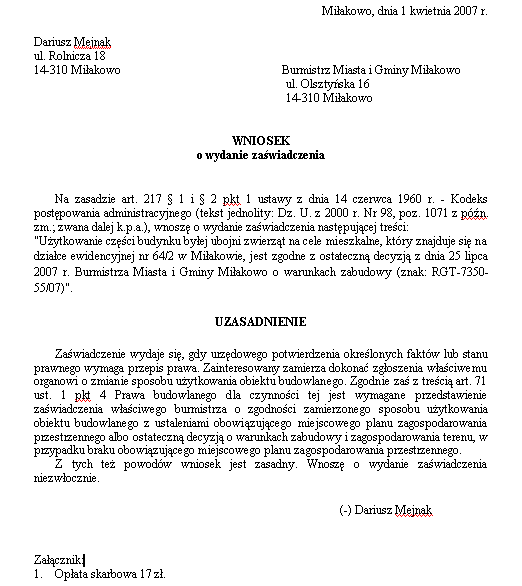 Miłakowo, dnia 1 kwietnia 2007 r.
Dariusz Mejnak
ul. Rolnicza 18
14-310 Miłakowo
Burmistrz Miasta i Gminy Miłakowo
ul. Olsztyńska 16
14-310 Miłakowo
WNIOSEK
o wydanie zaświadczenia
Na zasadzie art. 217 § 1 i § 2 pkt 1 ustawy z dnia 14 czerwca 1960 r. - Kodeks
postępowania administracyjnego (tekst jednolity: Dz. U. z 2000 r. Nr 98, poz. 1071 z późn.
zm.; zwana dalej k.p.a.), wnoszę o wydanie zaświadczenia następującej treści:
"Użytkowanie części budynku byłej ubojni zwierząt na cele mieszkalne, który znajduje się na
działce ewidencyjnej nr 64/2 w Miłakowie, jest zgodne z ostateczną decyzją z dnia 25 lipca
2007 r. Burmistrza Miasta i Gminy Miłakowo o warunkach zabudowy (znak: RGT-7350-
55/07)".
UZASADNIENIE
Zaświadczenie wydaje się, gdy urzędowego potwierdzenia określonych faktów lub stanu
prawnego wymaga przepis prawa. Zainteresowany zamierza dokonać zgłoszenia właściwemu
organowi o zmianie sposobu użytkowania obiektu budowlanego. Zgodnie zaś z treścią art. 71
ust. 1 pkt 4 Prawa budowlanego dla czynności tej jest wymagane przedstawienie
zaświadczenia właściwego burmistrza o zgodności zamierzonego sposobu użytkowania
obiektu budowlanego z ustaleniami obowiązującego miejscowego planu zagospodarowania
przestrzennego albo ostateczną decyzją o warunkach zabudowy i zagospodarowania terenu, w
przypadku braku obowiązującego miejscowego planu zagospodarowania przestrzennego.
Z tych też powodów wniosek jest zasadny. Wnoszę o wydanie zaświadczenia
niezwłocznie.
(-) Dariusz Mejnak
Załącznik:
1. Opłata skarbowa 17 zł.